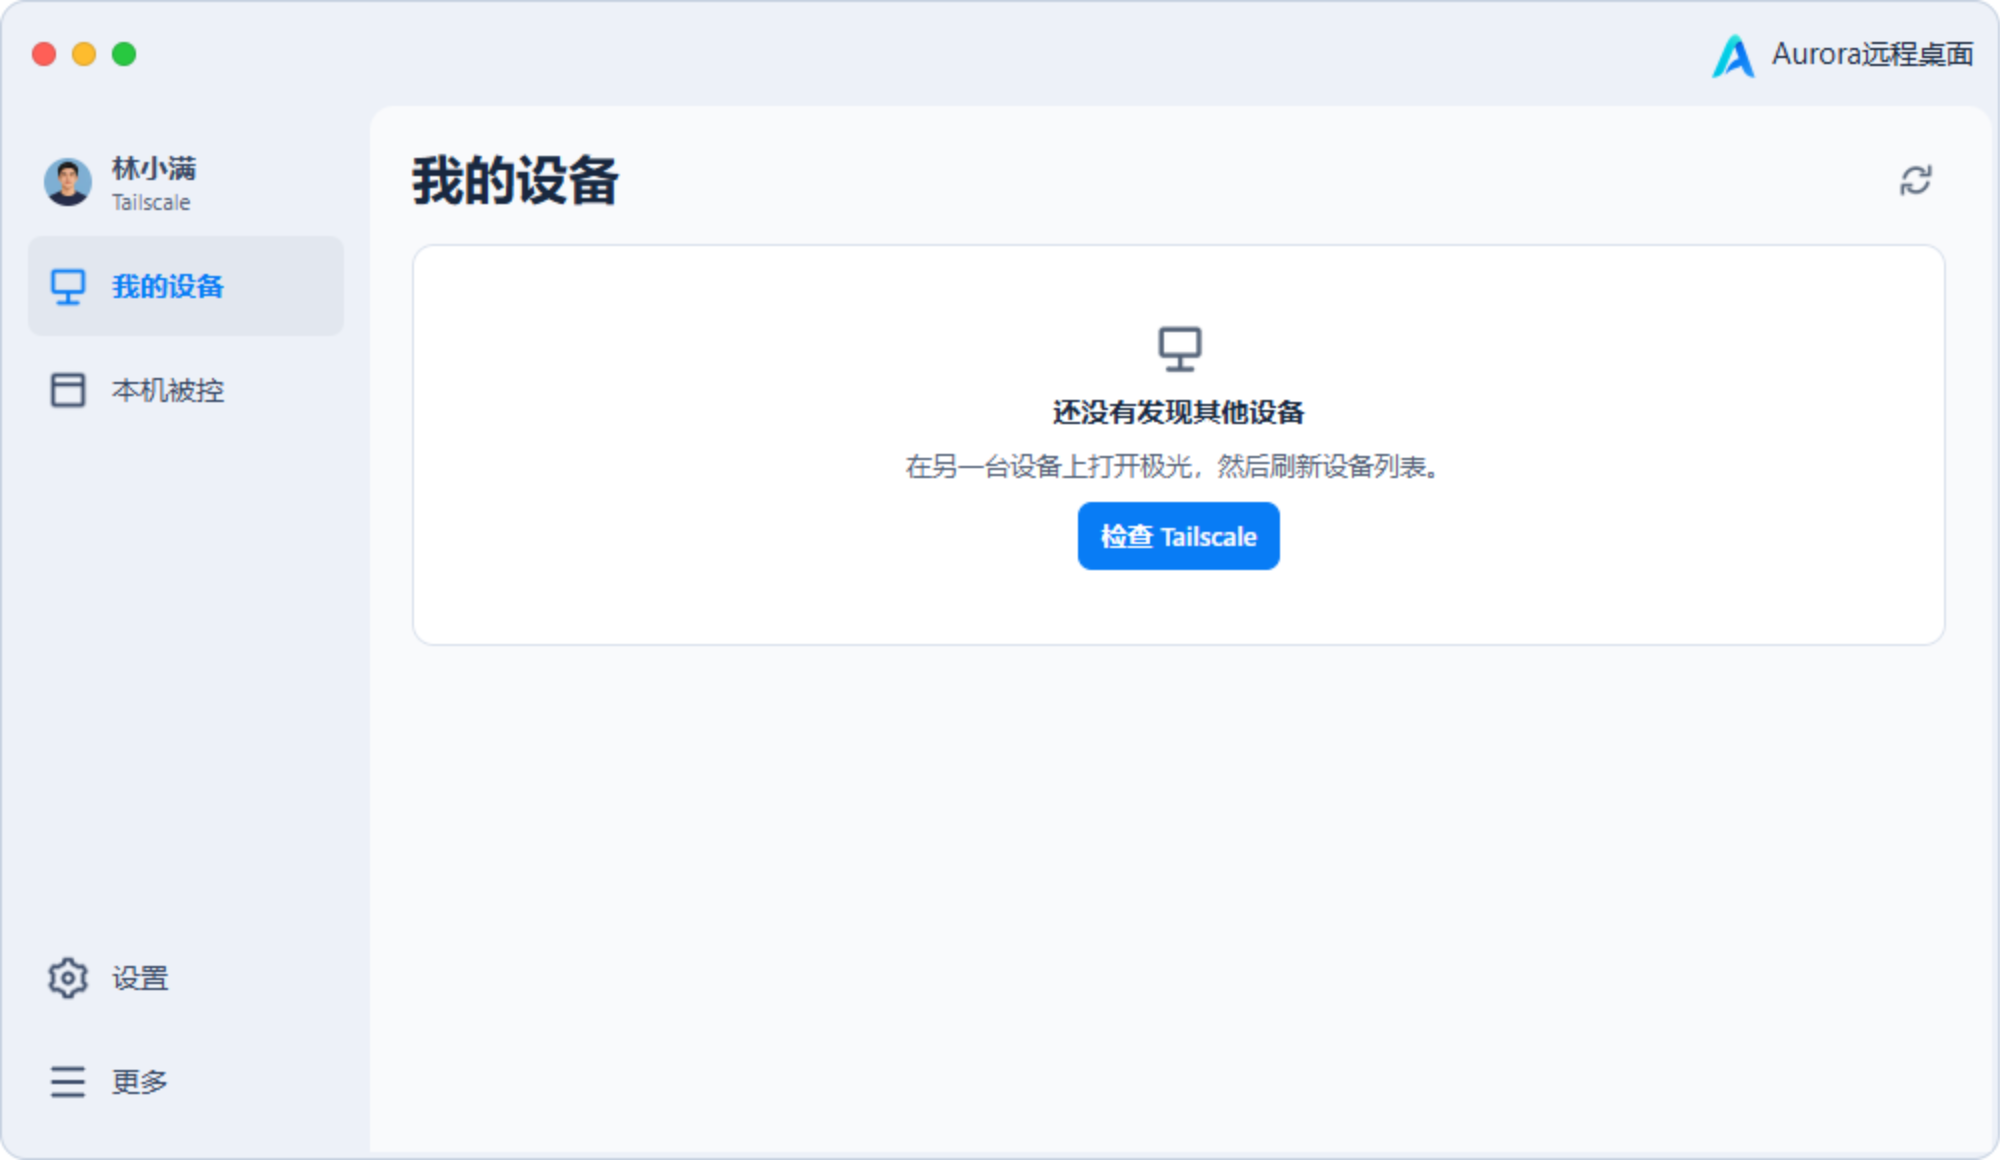 Aurora远程桌面
林小满
Tailscale
我的设备
本机被控
设置
更多
我的设备
还没有发现其他设备
在另一台设备上打开极光，然后刷新设备列表。
检查 Tailscale